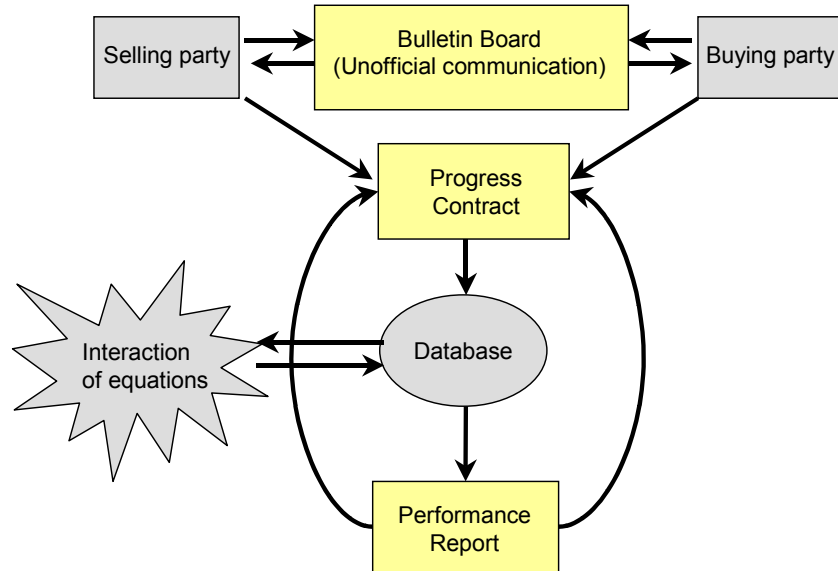 Selling party
Bulletin Board
(Unofficial communication)
Buying party
Progress
Contract
Interaction
of equations
Database
Performance
Report